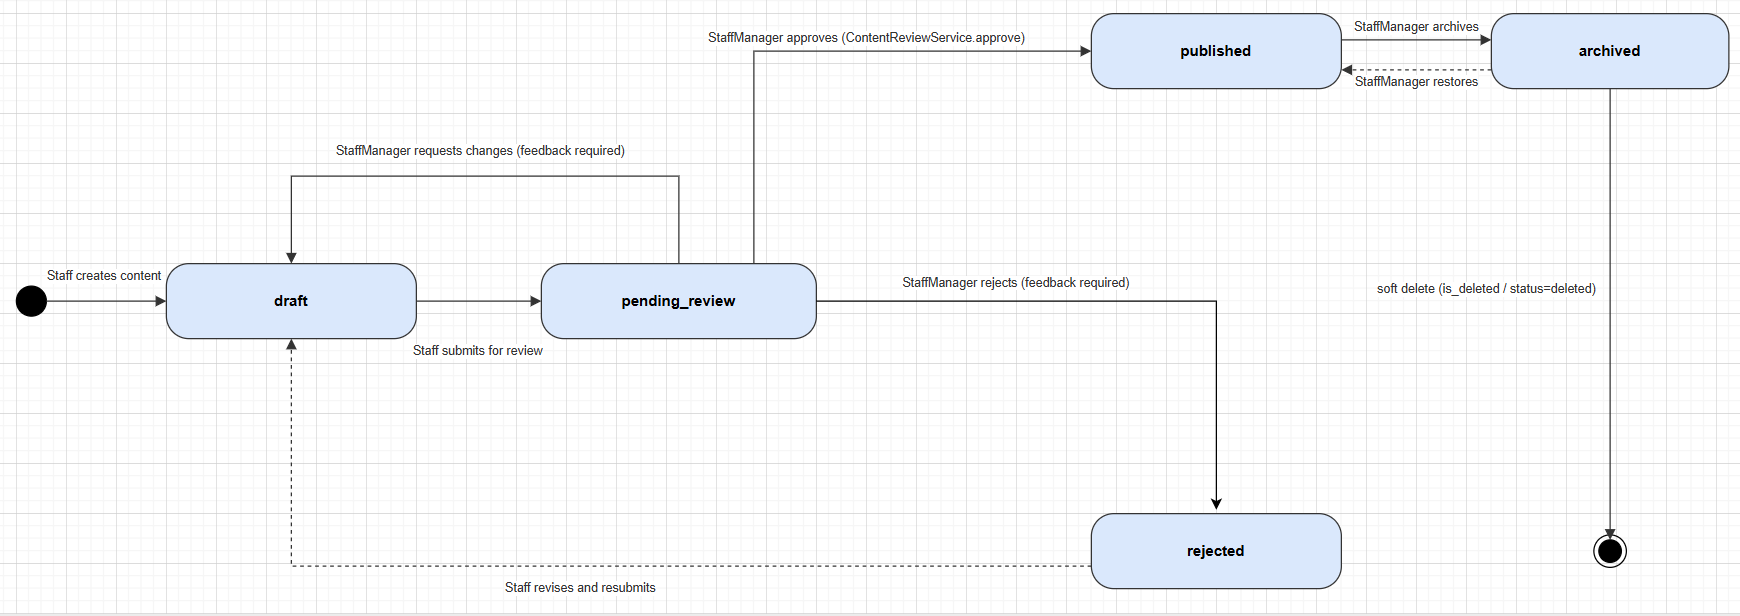 StaffManager approves (ContentReviewService.approve)
published
StaffManager archives
StaffManager restores
archived
StaffManager requests changes (feedback required)
Staff creates content
draft
Staff submits for review
pending_review
StaffManager rejects (feedback required)
soft delete (is_deleted / status=deleted)
rejected
Staff revises and resubmits